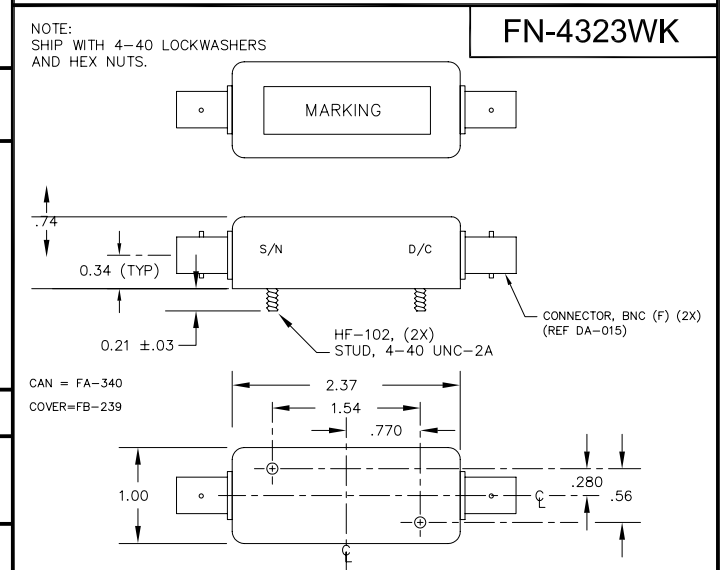 NOTE:
SHIP WITH 4-40 LOCKWASHERS
AND HEX NUTS.
FN-4323WK
MARKING
.74
S/N
D/C
0.34 (TYP)
CONNECTOR, BNC (F) (2X)
(REF DA-015)
HF-102, (2X)
STUD, 4-40 UNC-2A
0.21 ±.03
CAN = FA-340
COVER=FB-239
2.37
1.54
.770
1.00
.280
.56
℄
℄